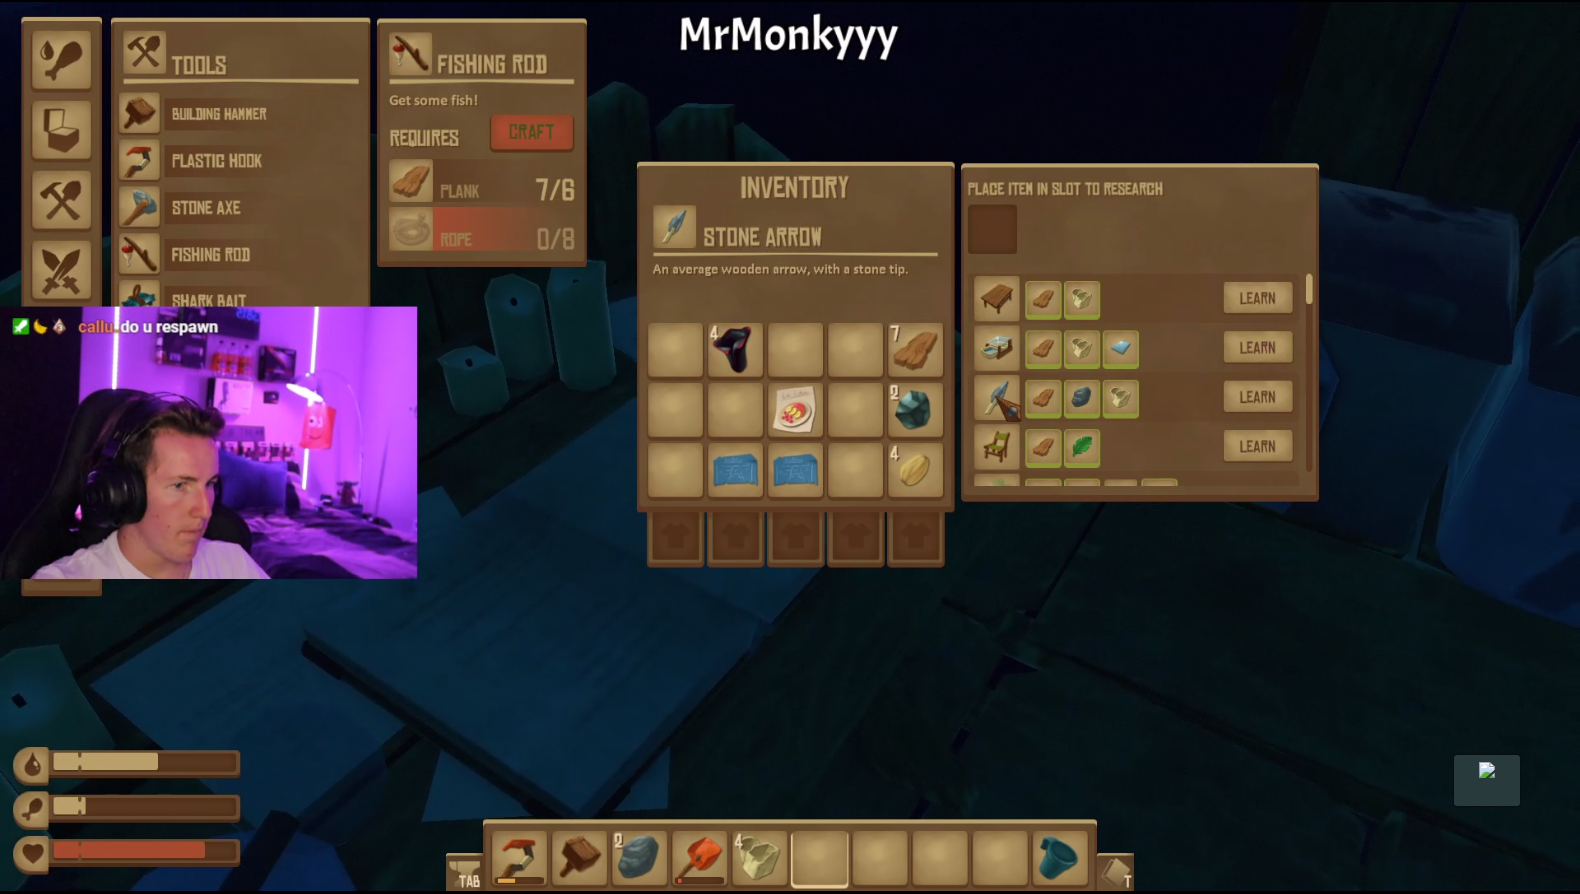 MrMonkyyy
TOOLS
BUILDING HAMMER
PLASTIC HOOK
STONE AXE
FISHING ROD
SHARK BAIT
FISHING ROD
Get some fish!
REQUIRES
CRAFT
PLANK 7/6
ROPE 0/8
callu do u respawn
INVENTORY
STONE ARROW
An average wooden arrow, with a stone tip.
4
7
2
4
PLACE ITEM IN SLOT TO RESEARCH
LEARN
LEARN
LEARN
LEARN
TAB
2
4
T